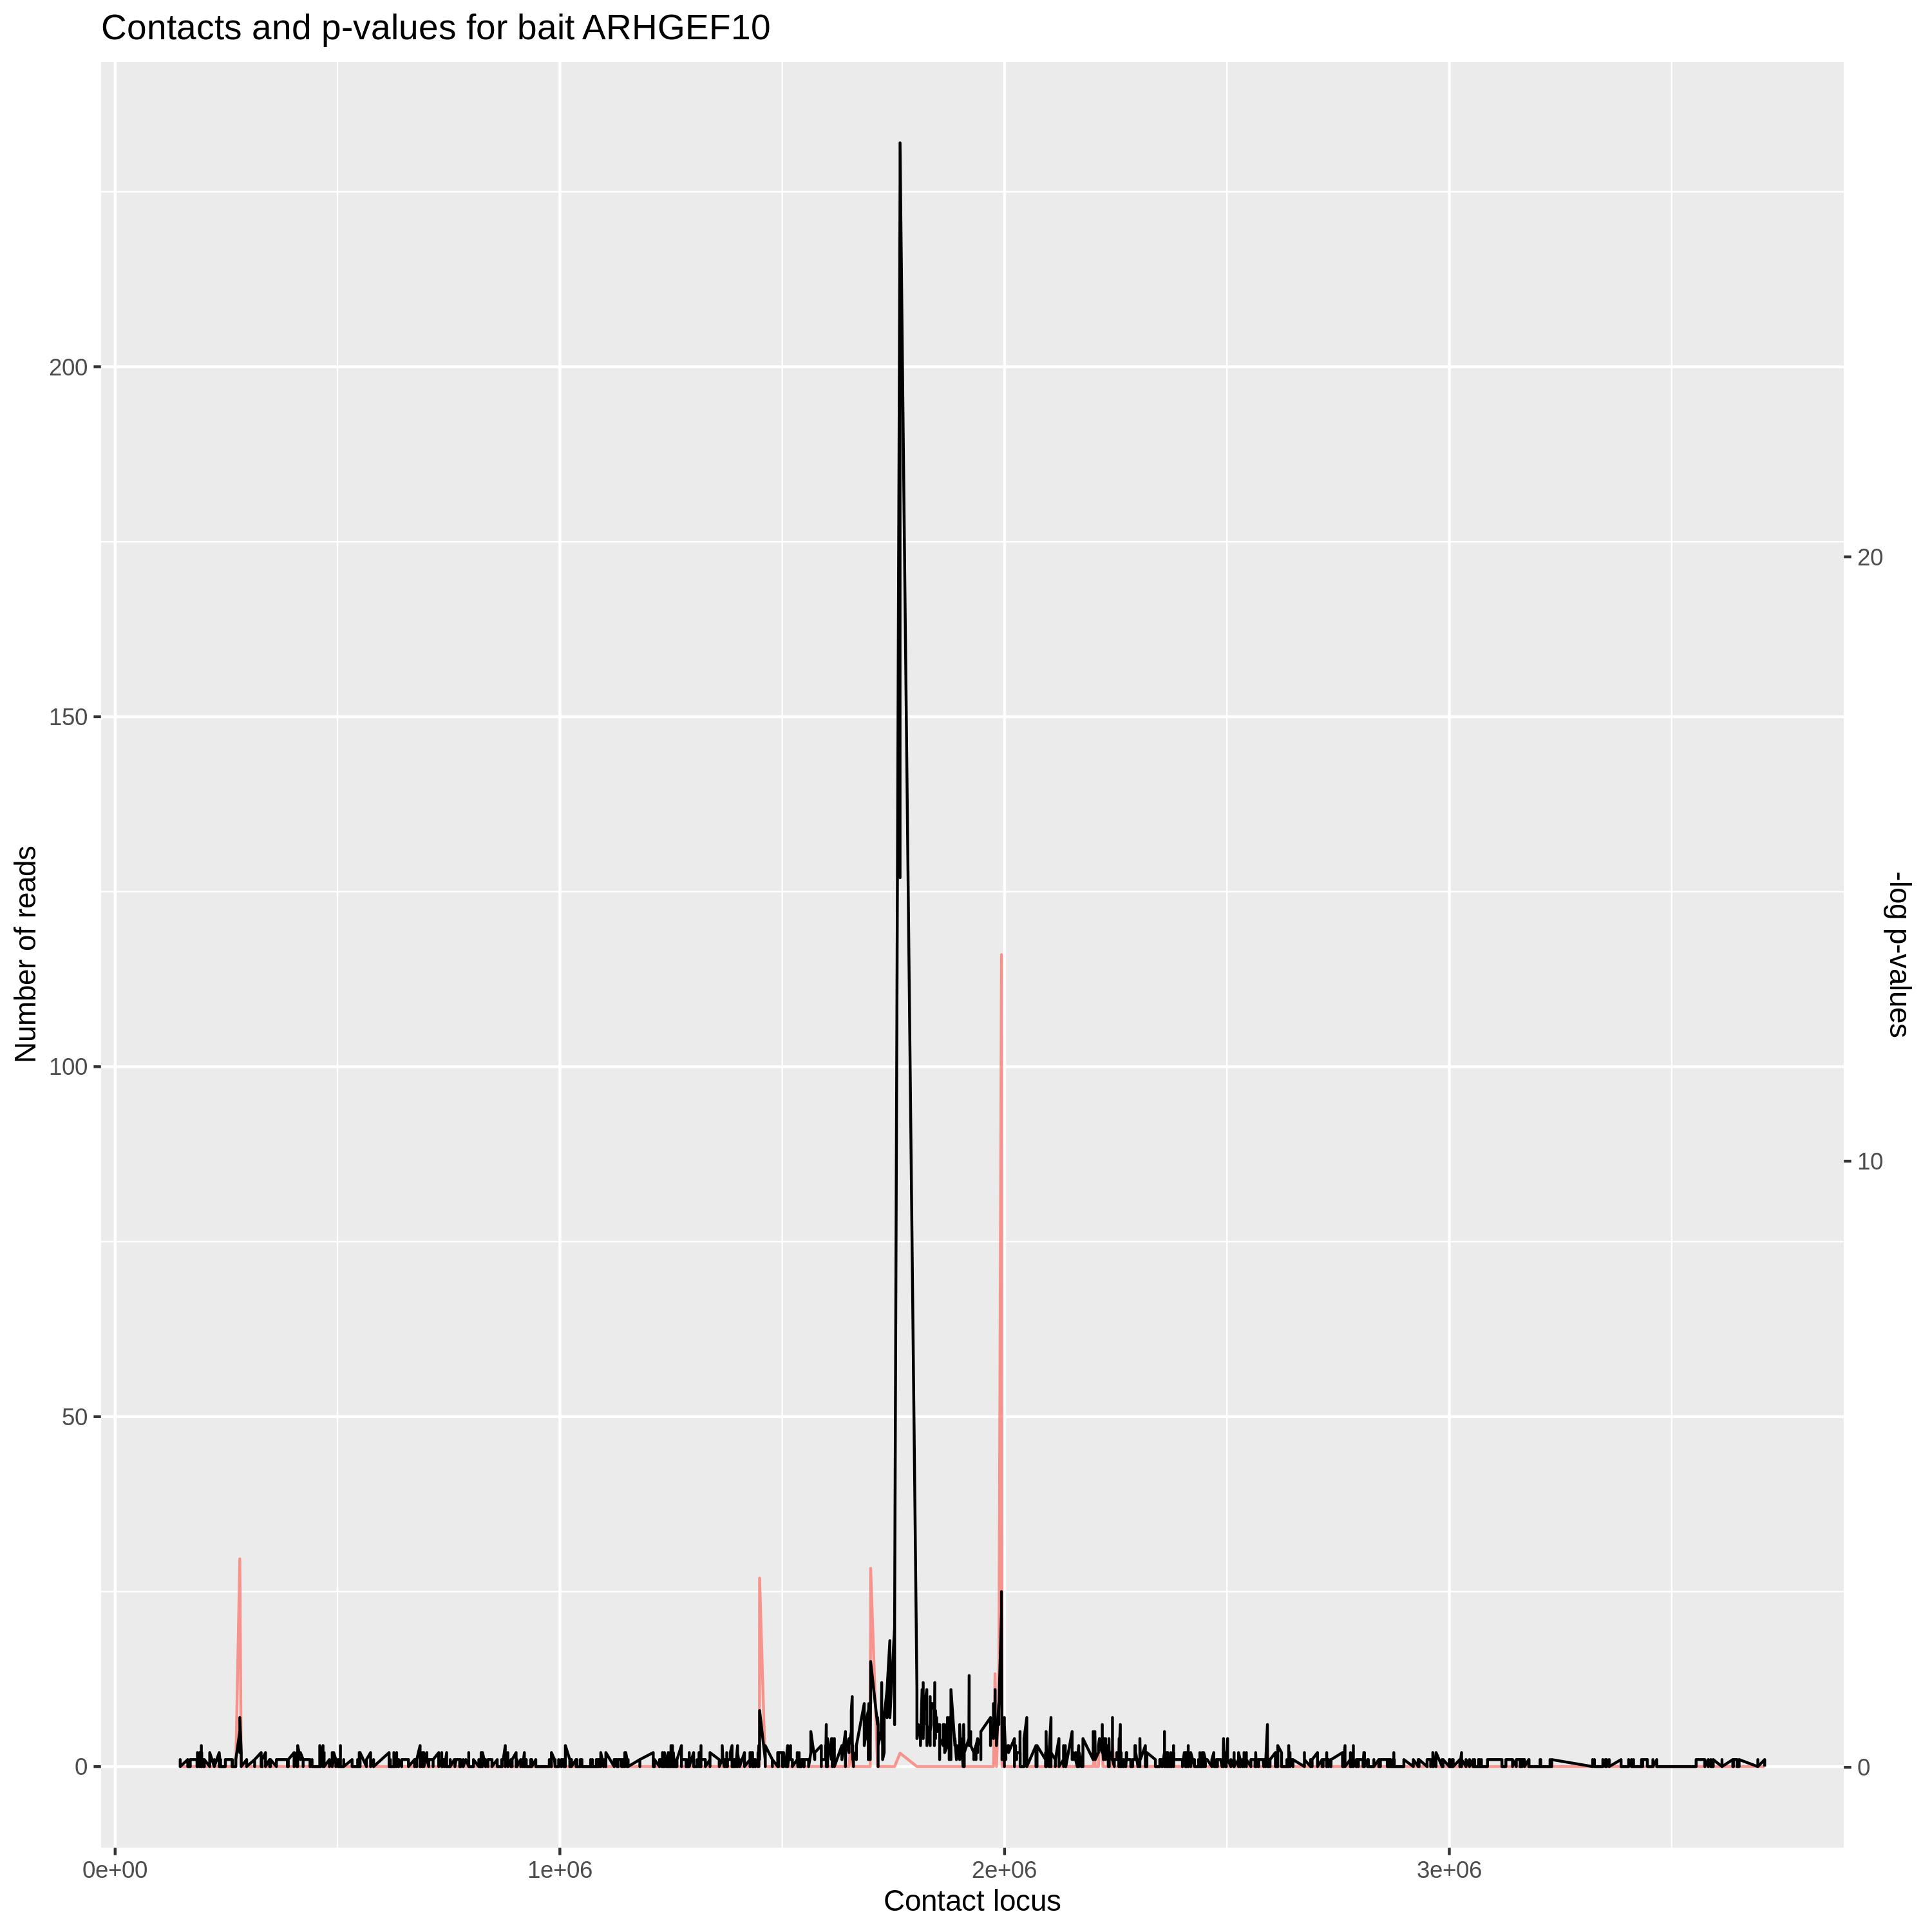 Contacts and p-values for bait ARHGEF10
Number of reads
200
150
100
50
0
20
10
0
-log p-values
0e+00
1e+06
2e+06
3e+06
Contact locus